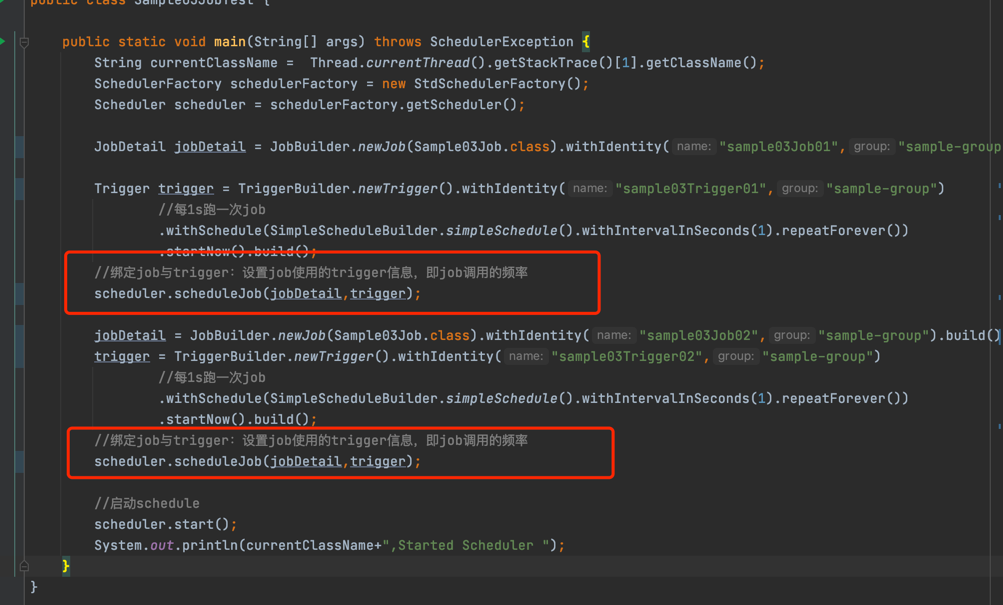 public class Sample03JobTest {
public static void main(String[] args) throws SchedulerException {
String currentClassName =  Thread.currentThread().getStackTrace()[1].getClassName();
SchedulerFactory schedulerFactory = new StdSchedulerFactory();
Scheduler scheduler = schedulerFactory.getScheduler();
JobDetail jobDetail = JobBuilder.newJob(Sample03Job.class).withIdentity( name: "sample03Job01", group: "sample-group
Trigger trigger = TriggerBuilder.newTrigger().withIdentity( name: "sample03Trigger01", group: "sample-group")
//每1s跑一次job
.withSchedule(SimpleScheduleBuilder.simpleSchedule().withIntervalInSeconds(1).repeatForever())
.startNow().build();
//绑定job与trigger：设置job使用的trigger信息，即job调用的频率
scheduler.scheduleJob(jobDetail,trigger);
jobDetail = JobBuilder.newJob(Sample03Job.class).withIdentity( name: "sample03Job02", group: "sample-group").build()
trigger = TriggerBuilder.newTrigger().withIdentity( name: "sample03Trigger02", group: "sample-group")
//每1s跑一次job
.withSchedule(SimpleScheduleBuilder.simpleSchedule().withIntervalInSeconds(1).repeatForever())
.startNow().build();
//绑定job与trigger：设置job使用的trigger信息，即job调用的频率
scheduler.scheduleJob(jobDetail,trigger);
//启动schedule
scheduler.start();
System.out.println(currentClassName+",Started Scheduler ");
}
}